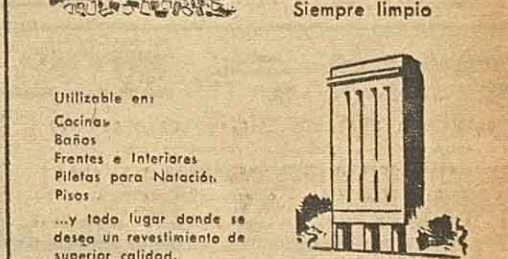 Siempre limpio
Utilizable en:
Cocinas
Baños
Frentes e Interiores
Piletas para Natación.
Pisos
...y todo lugar donde se
desea un revestimiento de
superior calidad.